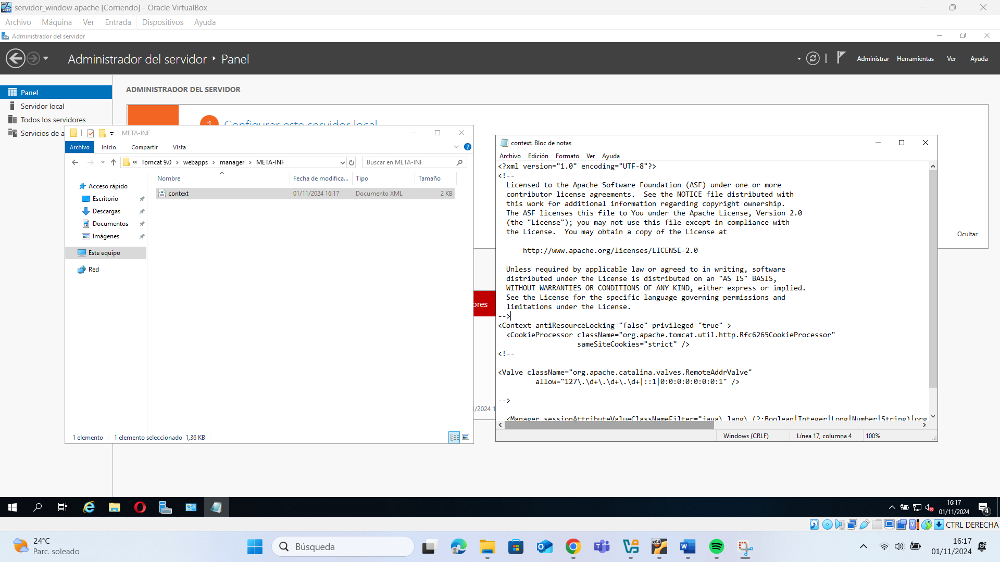 servidor_window apache [Corriendo] - Oracle VirtualBox
Archivo Máquina Ver Entrada Dispositivos Ayuda
Administrador del servidor
Administrador del servidor ‣ Panel
Administrar Herramientas Ver Ayuda
Panel
Servidor local
Todos los servidores
Servicios de a
ADMINISTRADOR DEL SERVIDOR
1 Configurar este servidor local
Ocultar
ores
META-INF
Archivo Inicio Compartir Vista
« Tomcat 9.0 › webapps › manager › META-INF
Buscar en META-INF
Nombre Fecha de modifica... Tipo Tamaño
context 01/11/2024 16:17 Documento XML 2 KB
Acceso rápido
Escritorio
Descargas
Documentos
Imágenes
Este equipo
Red
1 elemento 1 elemento seleccionado 1,36 KB
/2024 1
context: Bloc de notas
Archivo Edición Formato Ver Ayuda
<?xml version="1.0" encoding="UTF-8"?>
<!--
Licensed to the Apache Software Foundation (ASF) under one or more
contributor license agreements.  See the NOTICE file distributed with
this work for additional information regarding copyright ownership.
The ASF licenses this file to You under the Apache License, Version 2.0
(the "License"); you may not use this file except in compliance with
the License.  You may obtain a copy of the License at
http://www.apache.org/licenses/LICENSE-2.0
Unless required by applicable law or agreed to in writing, software
distributed under the License is distributed on an "AS IS" BASIS,
WITHOUT WARRANTIES OR CONDITIONS OF ANY KIND, either express or implied.
See the License for the specific language governing permissions and
limitations under the License.
-->
<Context antiResourceLocking="false" privileged="true" >
<CookieProcessor className="org.apache.tomcat.util.http.Rfc6265CookieProcessor"
sameSiteCookies="strict" />
<!--
<Valve className="org.apache.catalina.valves.RemoteAddrValve"
allow="127\.\d+\.\d+\.\d+|::1|0:0:0:0:0:0:0:1" />
-->
<Manager sessionAttributeValueClassNameFilter="java\.lang\.(?:Boolean|Integer|Long|Number|String)|org
Windows (CRLF) Línea 17, columna 4 100%
16:17
01/11/2024
4
CTRL DERECHA
24°C
Parc. soleado
Búsqueda
16:17
01/11/2024